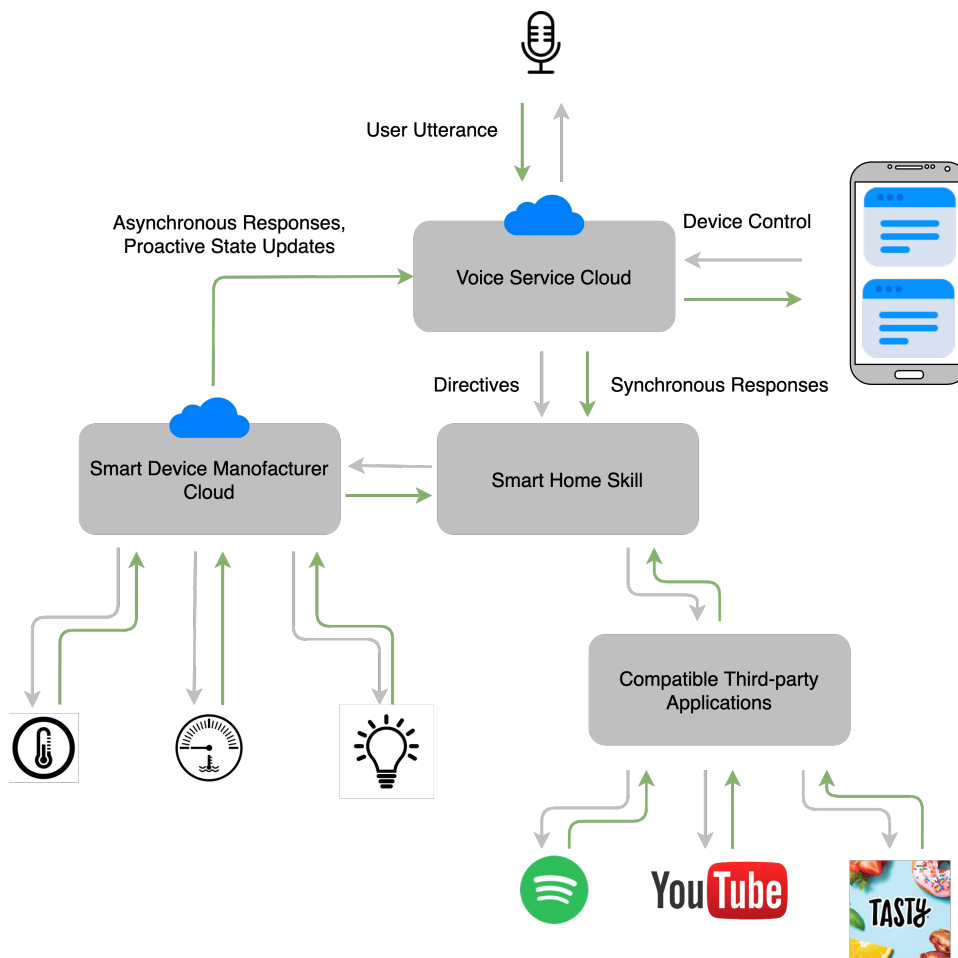 User Utterance
Asynchronous Responses,
Proactive State Updates
Device Control
Voice Service Cloud
Directives
Synchronous Responses
Smart Device Manofacturer
Cloud
Smart Home Skill
Compatible Third-party
Applications
YouTube
TASTY